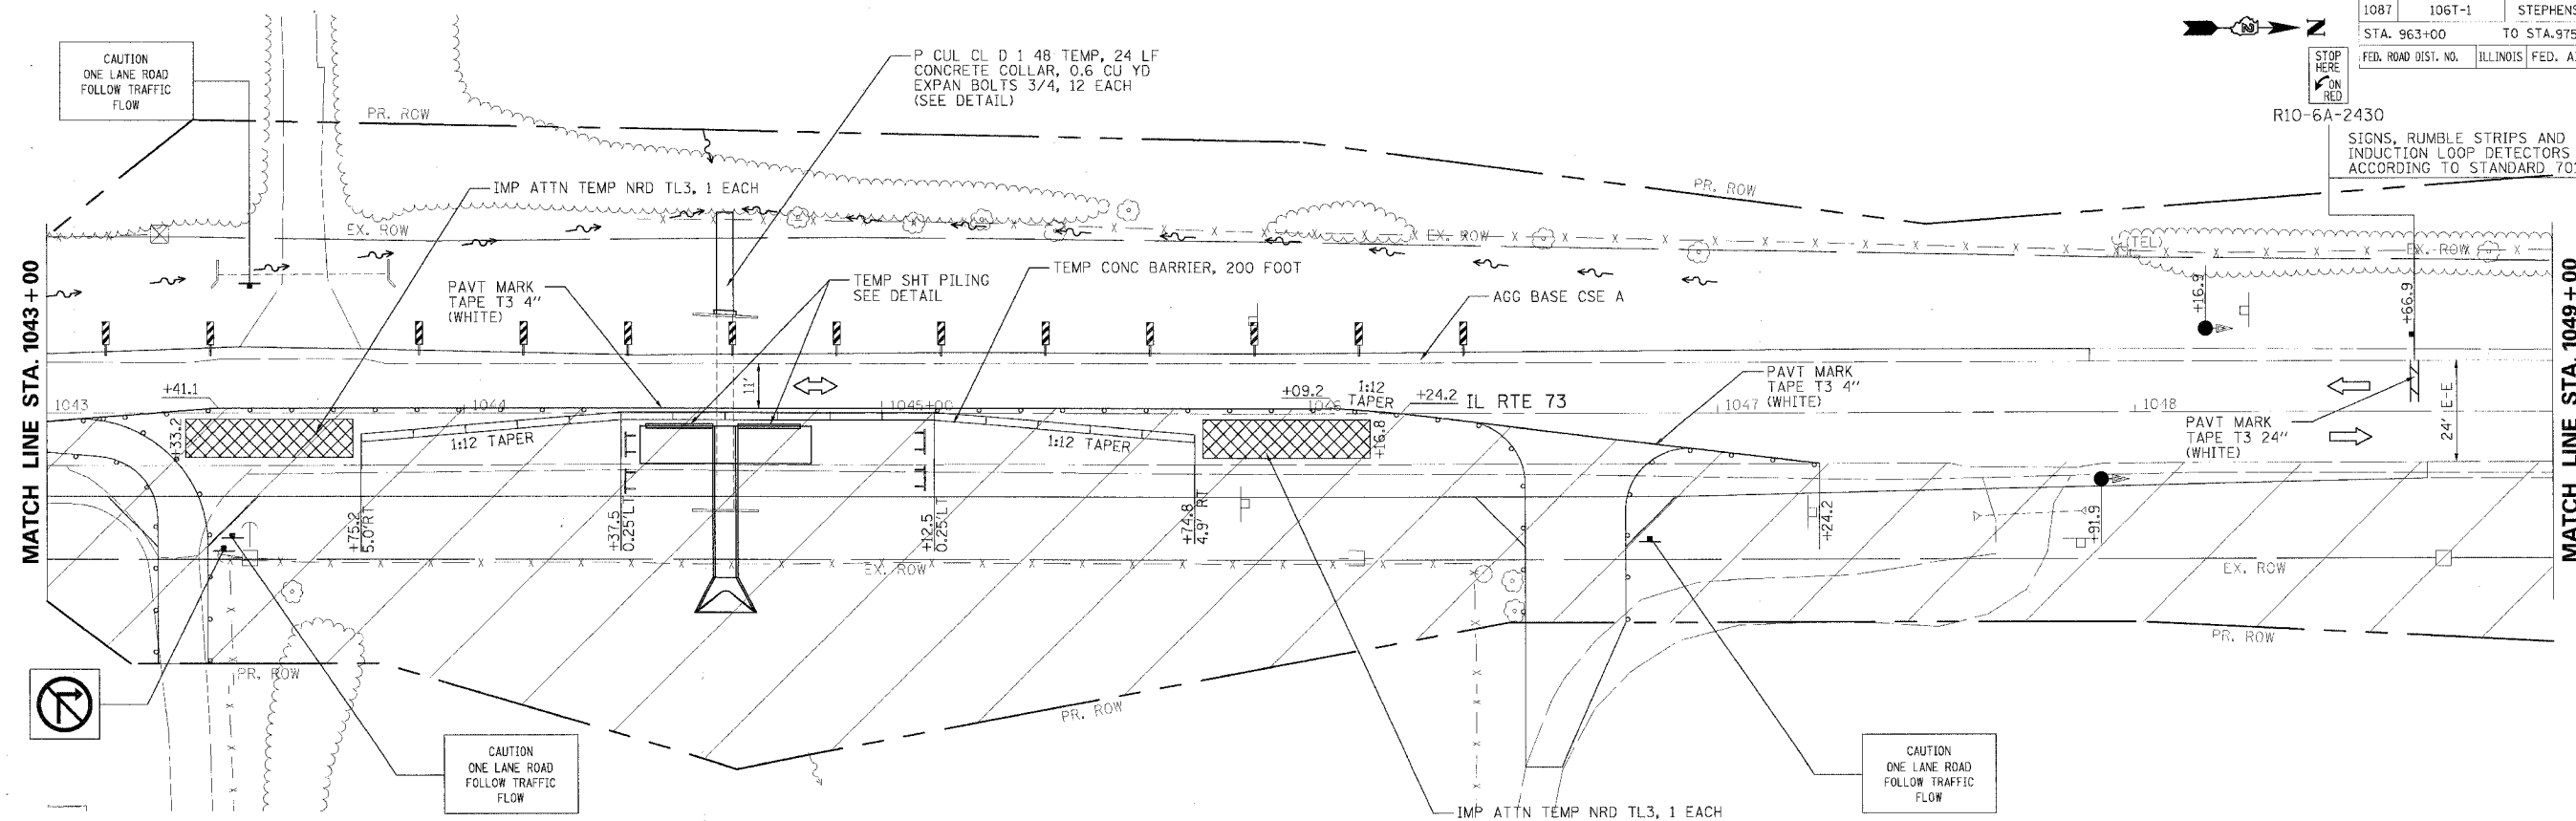 1087 106T-1 STEPHENS
STA. 963+00 TO STA.975
FED. ROAD DIST. NO. ILLINOIS FED. A
N
STOP
HERE
ON
RED
R10-6A-2430
SIGNS, RUMBLE STRIPS AND
INDUCTION LOOP DETECTORS
ACCORDING TO STANDARD 701
CAUTION
ONE LANE ROAD
FOLLOW TRAFFIC
FLOW
P CUL CL D 1 48 TEMP, 24 LF
CONCRETE COLLAR, 0.6 CU YD
EXPAN BOLTS 3/4, 12 EACH
(SEE DETAIL)
PR. ROW
IMP ATTN TEMP NRD TL3, 1 EACH
PR. ROW
EX. ROW
EX. ROW
(TEL)
EX. ROW
TEMP SHT PILING
SEE DETAIL
TEMP CONC BARRIER, 200 FOOT
PAVT MARK
TAPE T3 4"
(WHITE)
AGG BASE CSE A
+16.9
+66.9
MATCH LINE STA. 1043+00
MATCH LINE STA. 1049+00
11'
+41.1
1043
1044
1045+00
+09.2
1:12
TAPER
1046
+24.2
IL RTE 73
PAVT MARK
TAPE T3 4"
(WHITE)
1047
1048
24' E-E
PAVT MARK
TAPE T3 24"
(WHITE)
+33.2
1:12 TAPER
1:12 TAPER
+16.8
+75.2
5.0'RT
+37.5
0.25'LT
+12.5
0.25'LT
+74.8
4.9' RT
+24.2
+91.9
EX. ROW
EX. ROW
PR. ROW
PR. ROW
PR. ROW
CAUTION
ONE LANE ROAD
FOLLOW TRAFFIC
FLOW
CAUTION
ONE LANE ROAD
FOLLOW TRAFFIC
FLOW
IMP ATTN TEMP NRD TL3, 1 EACH